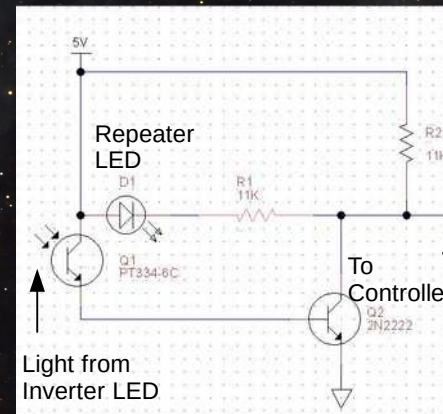 5V
Repeater
LED
D1
R1
11K
R2
Q1
PT334-6C
To
Controlle
Q2
2N2222
Light from
Inverter LED